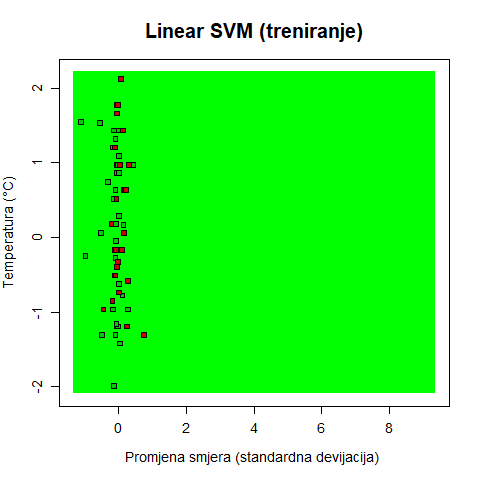 Linear SVM (treniranje)
Temperatura (°C)
2
1
0
-1
-2
0 2 4 6 8
Promjena smjera (standardna devijacija)